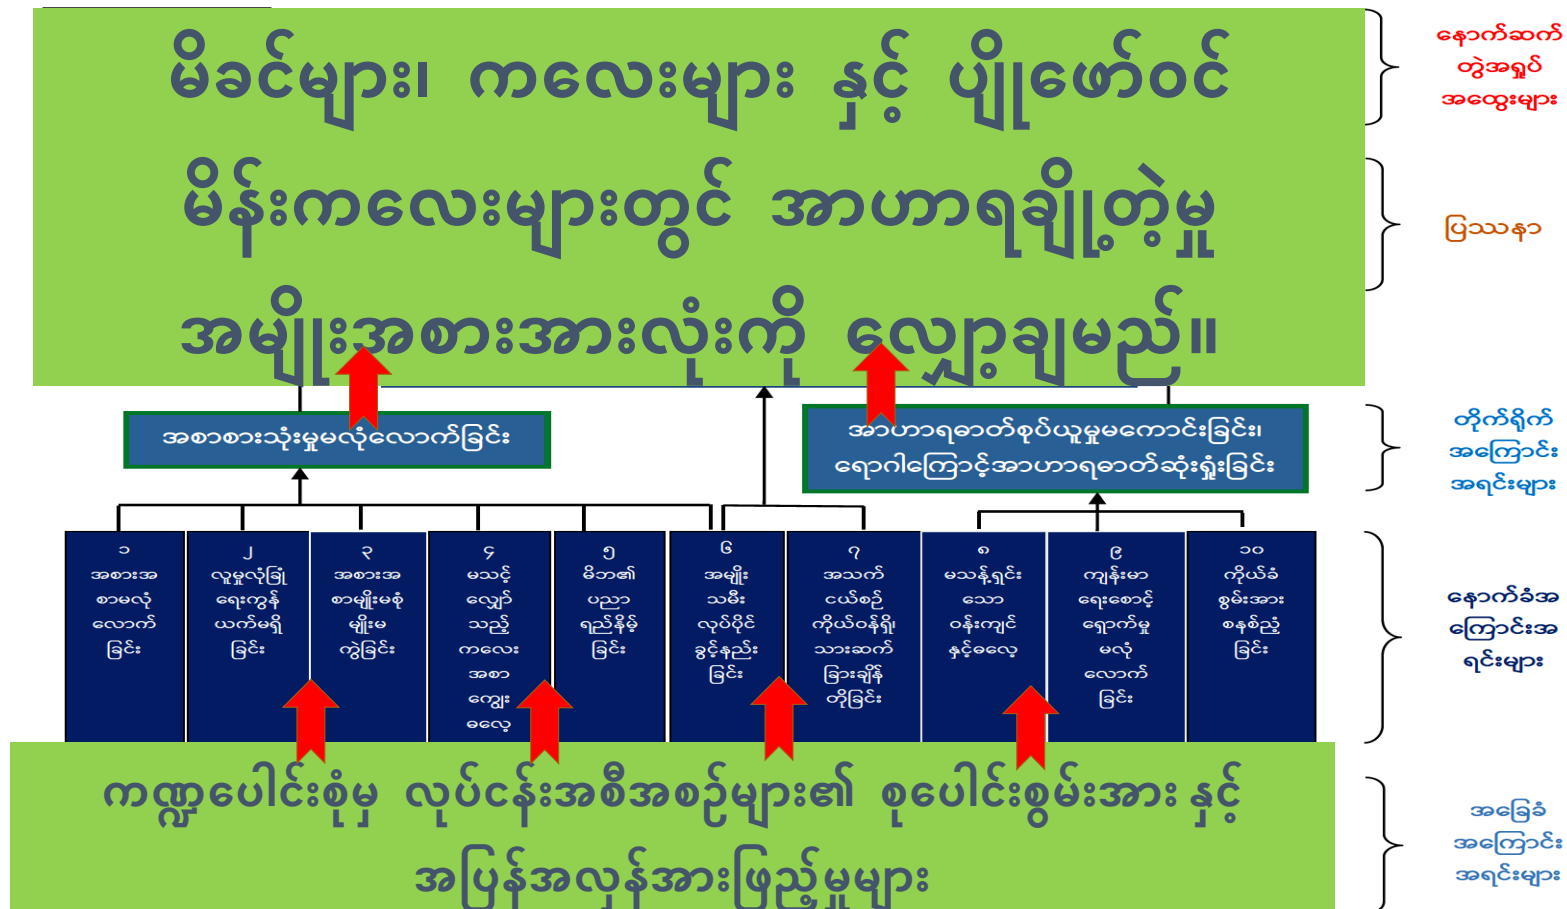 မိခင်များ၊ ကလေးများ နှင့် ပျိုဖော်ဝင်
မိန်းကလေးများတွင် အာဟာရချို့တဲ့မှု
အမျိုးအစားအားလုံးကို လျှော့ချမည်။
နောက်ဆက်
တွဲအရှုပ်
အထွေးများ
ပြဿနာ
အစာစားသုံးမှုမလုံလောက်ခြင်း
အာဟာရဓာတ်စုပ်ယူမှုမကောင်းခြင်း၊
ရောဂါကြောင့်အာဟာရဓာတ်ဆုံးရှုံးခြင်း
တိုက်ရိုက်
အကြောင်း
အရင်းများ
၁
အစားအ
စာမလုံ
လောက်
ခြင်း
၂
လူမှုလုံခြုံ
ရေးကွန်
ယက်မရှိ
ခြင်း
၃
အစားအ
စာမျိုးမစုံ
မျိုးမ
ကွဲခြင်း
၄
မသင့်
လျှော်
သည့်
ကလေး
အစာ
ကျွေး
ဓလေ့
၅
မိဘ၏
ပညာ
ရည်နိမ့်
ခြင်း
၆
အမျိုး
သမီး
လုပ်ပိုင်
ခွင့်နည်း
ခြင်း
၇
အသက်
ငယ်စဉ်
ကိုယ်ဝန်ရှိ၊
သားဆက်
ခြားချိန်
တိုခြင်း
၈
မသန့်ရှင်း
သော
ဝန်းကျင်
နှင့်ဓလေ့
၉
ကျန်းမာ
ရေးစောင့်
ရှောက်မှု
မလုံ
လောက်
ခြင်း
၁၀
ကိုယ်ခံ
စွမ်းအား
စနစ်ညံ့
ခြင်း
နောက်ခံအ
ကြောင်းအ
ရင်းများ
ကဏ္ဍပေါင်းစုံမှ လုပ်ငန်းအစီအစဉ်များ၏ စုပေါင်းစွမ်းအား နှင့်
အပြန်အလှန်အားဖြည့်မှုများ
အခြေခံ
အကြောင်း
အရင်းများ